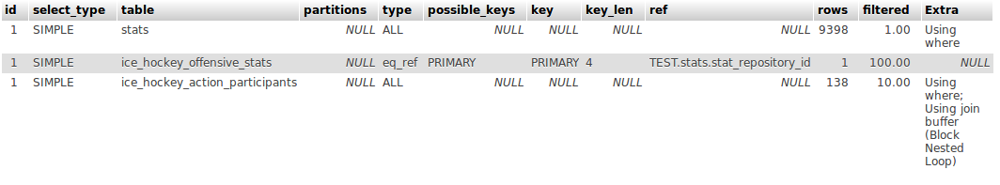 id select_type table partitions type possible_keys key key_len ref rows filtered Extra
1 SIMPLE stats NULL ALL NULL NULL NULL NULL 9398 1.00 Using
where
1 SIMPLE ice_hockey_offensive_stats NULL eq_ref PRIMARY PRIMARY 4 TEST.stats.stat_repository_id 1 100.00 NULL
1 SIMPLE ice_hockey_action_participants NULL ALL NULL NULL NULL NULL 138 10.00 Using
where;
Using join
buffer
(Block
Nested
Loop)